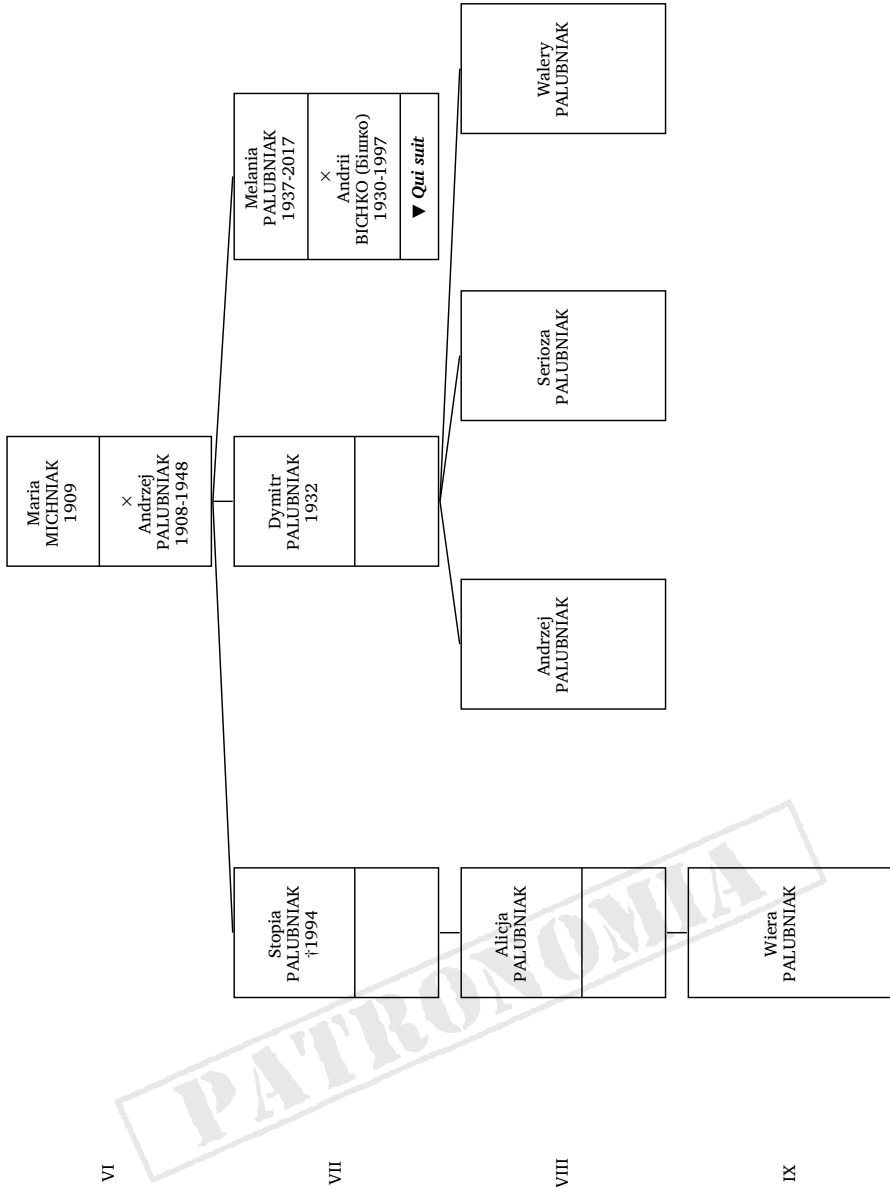 VI
Maria
MICHNIAK
1909
×
Andrzej
PALUBNIAK
1908-1948
VII
Stopia
PALUBNIAK
†1994
Dymitr
PALUBNIAK
1932
Melania
PALUBNIAK
1937-2017
×
Andrii
BICHKO (Бішко)
1930-1997
▼ Qui suit
VIII
Alicja
PALUBNIAK
Andrzej
PALUBNIAK
Serioza
PALUBNIAK
Walery
PALUBNIAK
IX
Wiera
PALUBNIAK
PATRONOMIA